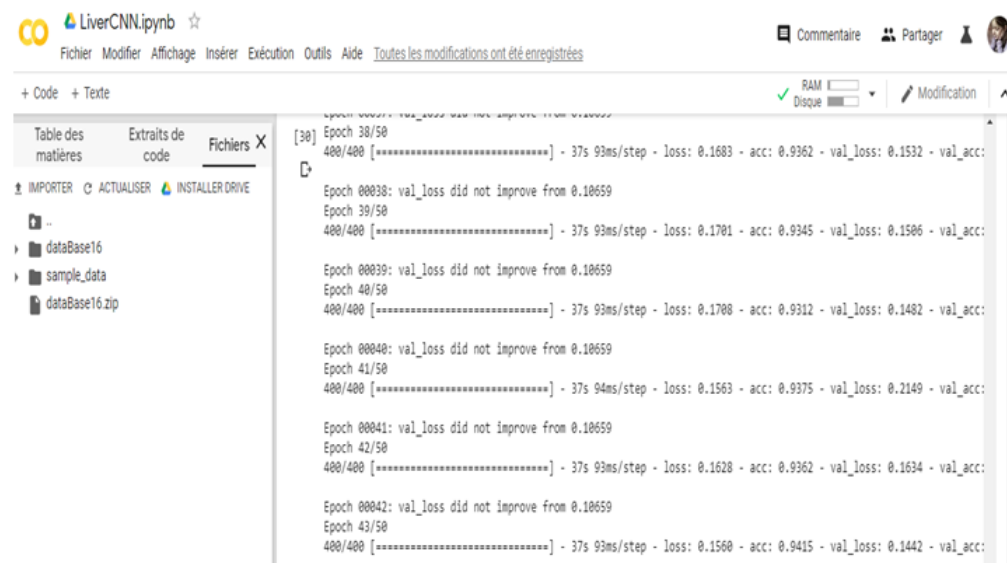 LiverCNN.ipynb
Fichier Modifier Affichage Insérer Exécution Outils Aide Toutes les modifications ont été enregistrées
Commentaire Partager
+ Code + Texte
RAM
Disque
Modification
Table des matières
Extraits de code
Fichiers X
IMPORTER ACTUALISER INSTALLER DRIVE
..
dataBase16
sample_data
dataBase16.zip
[30] Epoch 38/50
400/400 [==============================] - 37s 93ms/step - loss: 0.1683 - acc: 0.9362 - val_loss: 0.1532 - val_acc:
Epoch 00038: val_loss did not improve from 0.10659
Epoch 39/50
400/400 [==============================] - 37s 93ms/step - loss: 0.1701 - acc: 0.9345 - val_loss: 0.1506 - val_acc:
Epoch 00039: val_loss did not improve from 0.10659
Epoch 40/50
400/400 [==============================] - 37s 93ms/step - loss: 0.1708 - acc: 0.9312 - val_loss: 0.1482 - val_acc:
Epoch 00040: val_loss did not improve from 0.10659
Epoch 41/50
400/400 [==============================] - 37s 94ms/step - loss: 0.1563 - acc: 0.9375 - val_loss: 0.2149 - val_acc:
Epoch 00041: val_loss did not improve from 0.10659
Epoch 42/50
400/400 [==============================] - 37s 93ms/step - loss: 0.1628 - acc: 0.9362 - val_loss: 0.1634 - val_acc:
Epoch 00042: val_loss did not improve from 0.10659
Epoch 43/50
400/400 [==============================] - 37s 93ms/step - loss: 0.1560 - acc: 0.9415 - val_loss: 0.1442 - val_acc: